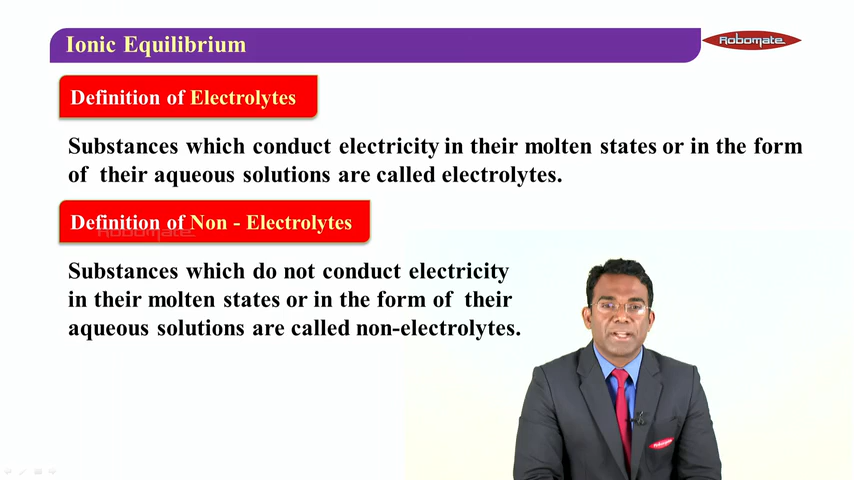 Ionic Equilibrium
Robomate
Definition of Electrolytes
Substances which conduct electricity in their molten states or in the form
of their aqueous solutions are called electrolytes.
Definition of Non - Electrolytes
Robomate
Substances which do not conduct electricity
in their molten states or in the form of their
aqueous solutions are called non-electrolytes.
Robomate